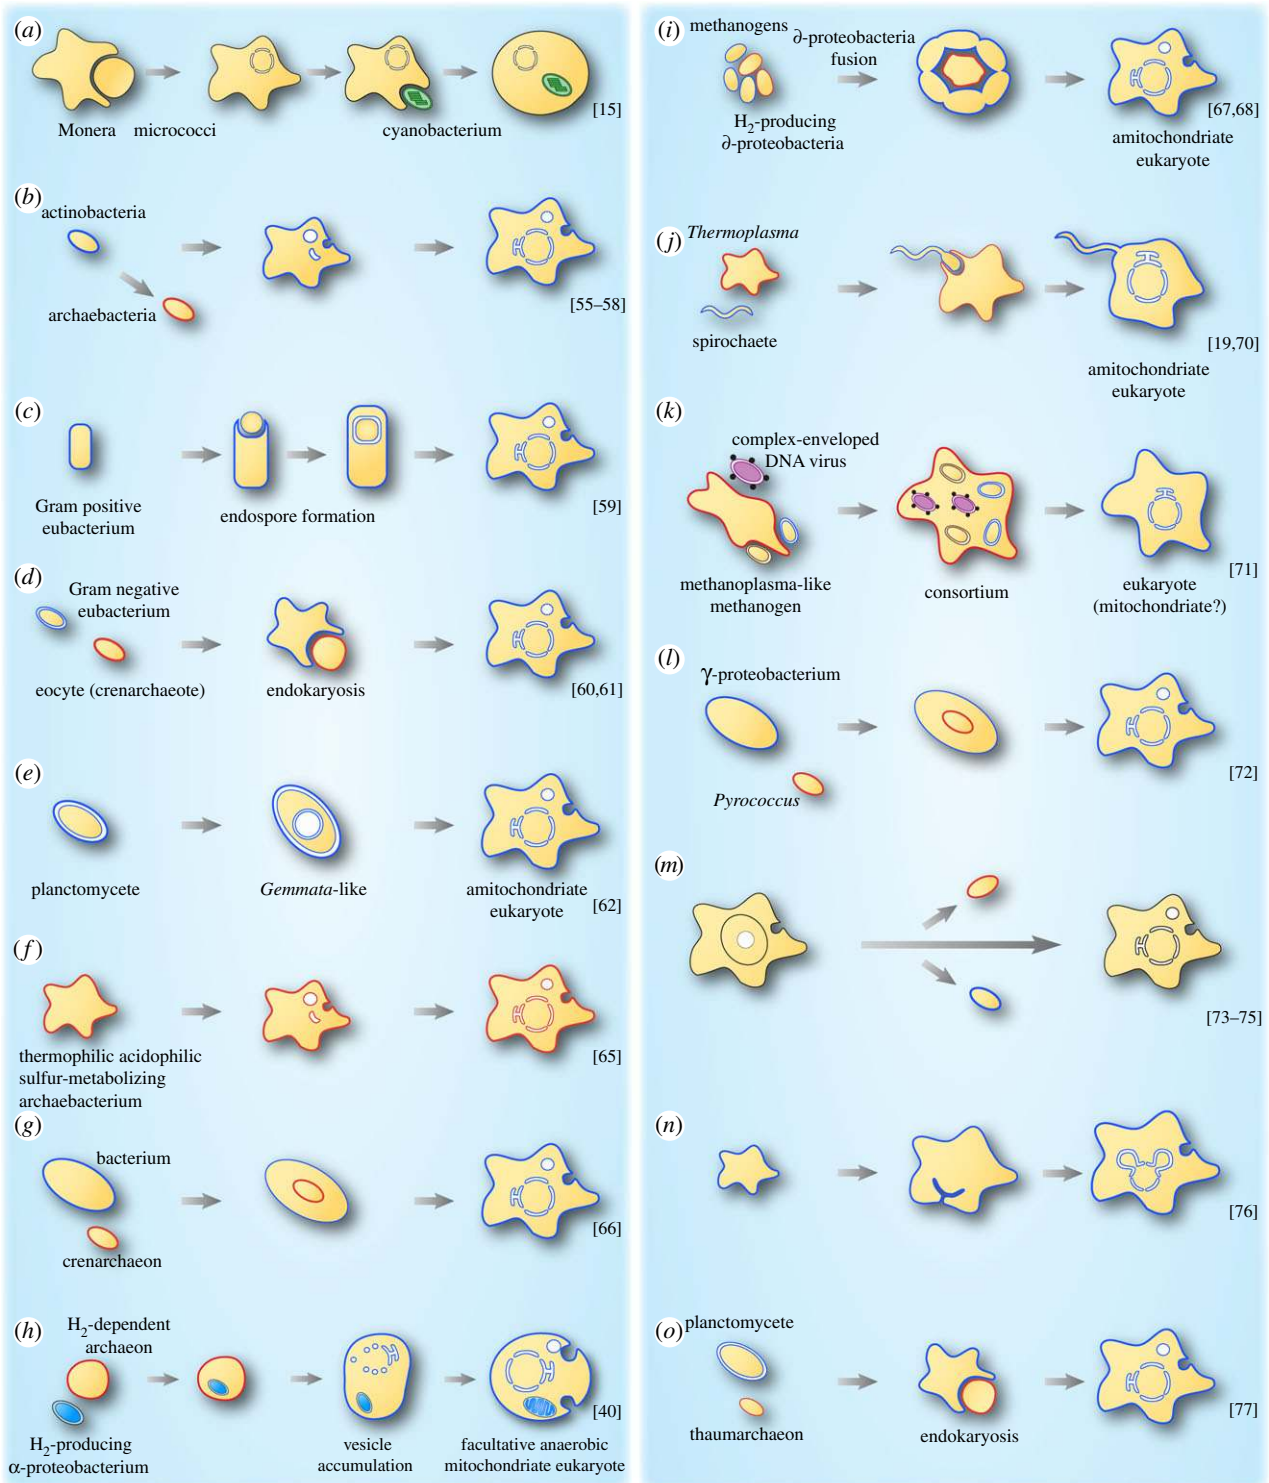 (a)
Monera
micrococci
cyanobacterium
[15]
(b)
actinobacteria
archaebacteria
[55–58]
(c)
Gram positive
eubacterium
endospore formation
[59]
(d)
Gram negative
eubacterium
eocyte (crenarchaeote)
endokaryosis
[60,61]
(e)
planctomycete
Gemmata-like
amitochondriate
eukaryote
[62]
(f)
thermophilic acidophilic
sulfur-metabolizing
archaebacterium
[65]
(g)
bacterium
crenarchaeon
[66]
(h)
H2-dependent
archaeon
H2-producing
α-proteobacterium
vesicle
accumulation
facultative anaerobic
mitochondriate eukaryote
[40]
(i)
methanogens
∂-proteobacteria
fusion
H2-producing
∂-proteobacteria
[67,68]
amitochondriate
eukaryote
(j)
Thermoplasma
spirochaete
[19,70]
amitochondriate
eukaryote
(k)
complex-enveloped
DNA virus
methanoplasma-like
methanogen
consortium
eukaryote
(mitochondriate?)
[71]
(l)
γ-proteobacterium
Pyrococcus
[72]
(m)
[73–75]
(n)
[76]
(o)
planctomycete
thaumarchaeon
endokaryosis
[77]